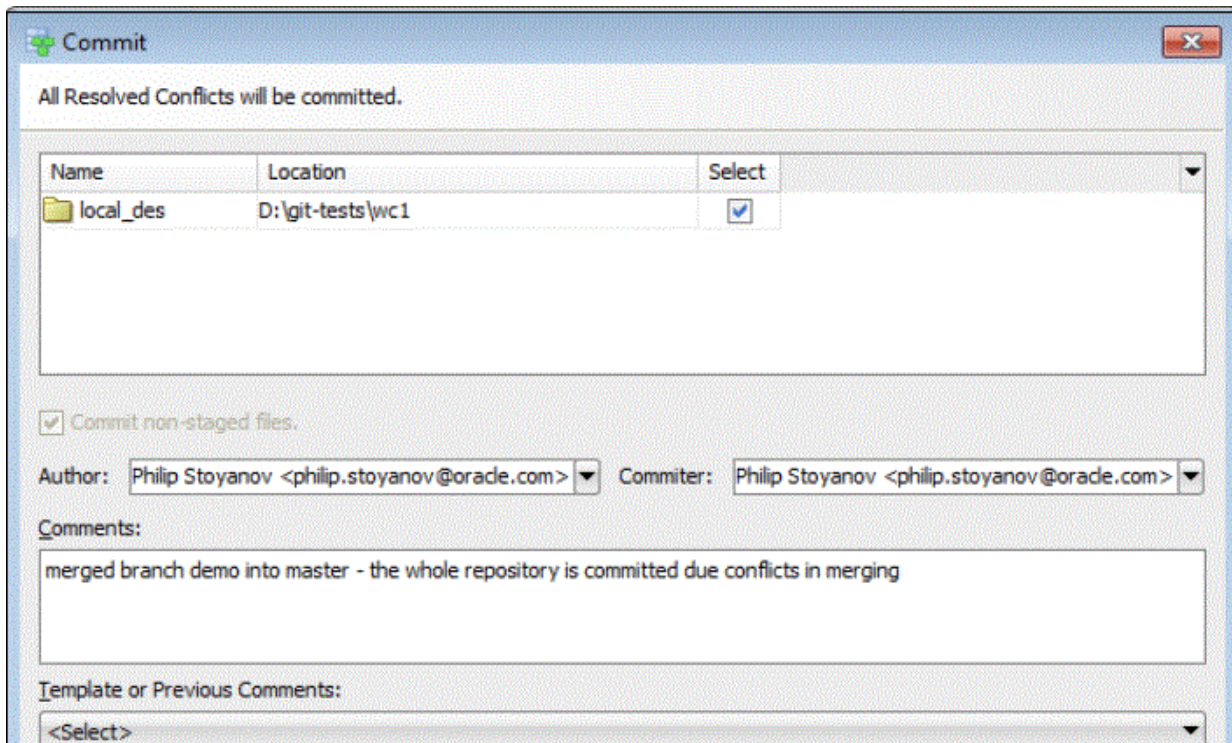 Commit
All Resolved Conflicts will be committed.
Name Location Select
local_des D:\git-tests\wc1
Commit non-staged files.
Author: Philip Stoyanov <philip.stoyanov@oracle.com> Commiter: Philip Stoyanov <philip.stoyanov@oracle.com>
Comments:
merged branch demo into master - the whole repository is committed due conflicts in merging
Template or Previous Comments:
<Select>